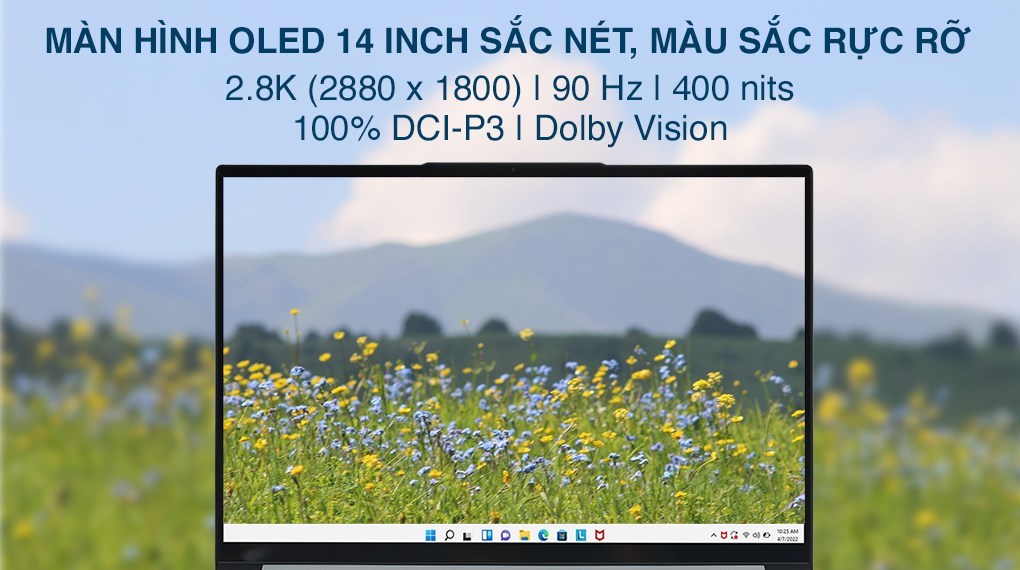 MÀN HÌNH OLED 14 INCH SẮC NÉT, MÀU SẮC RỰC RỠ
2.8K (2880 x 1800) | 90 Hz | 400 nits
100% DCI-P3 | Dolby Vision
10:25 AM
4/7/2022